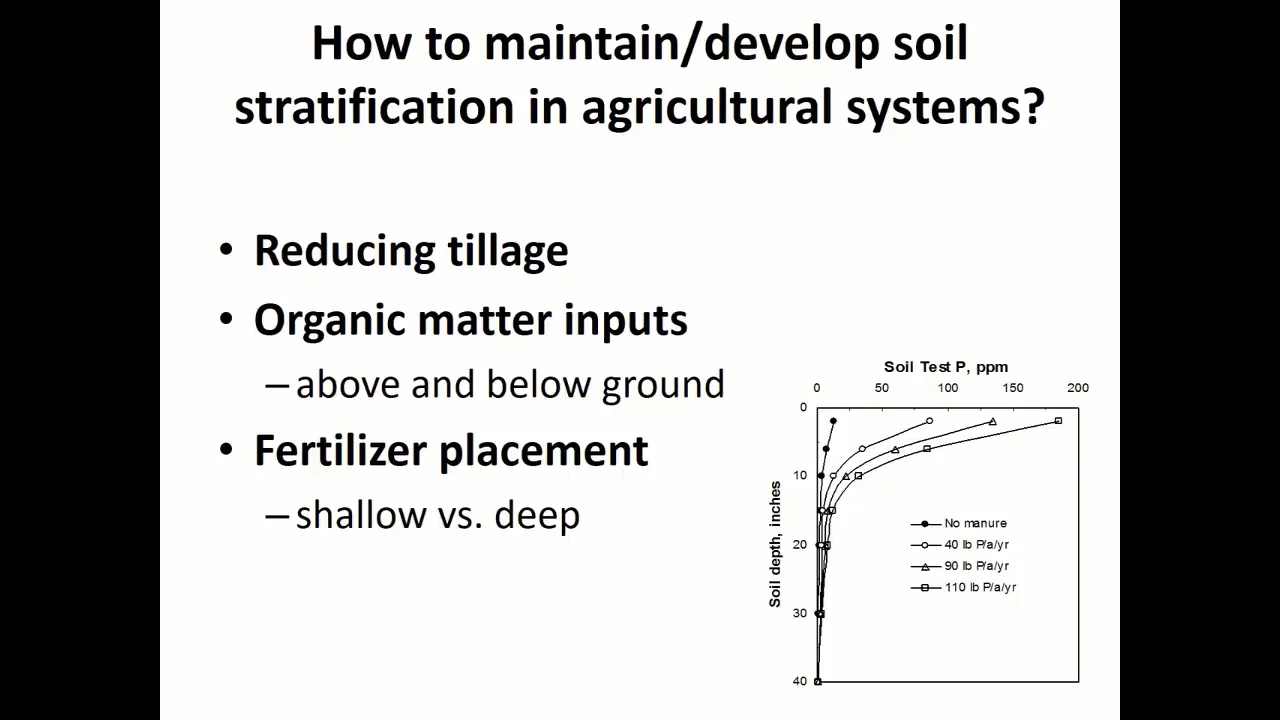 How to maintain/develop soil
stratification in agricultural systems?
• Reducing tillage
• Organic matter inputs
–above and below ground
• Fertilizer placement
–shallow vs. deep
Soil Test P, ppm
0 50 100 150 200
0
10
20
30
40
Soil depth, inches
No manure
40 lb P/a/yr
90 lb P/a/yr
110 lb P/a/yr